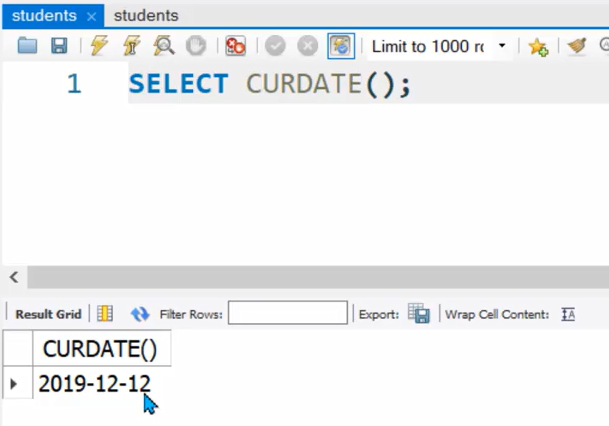 students students
Limit to 1000 rc
1 SELECT CURDATE();
Result Grid Filter Rows: Export: Wrap Cell Content:
CURDATE()
2019-12-12